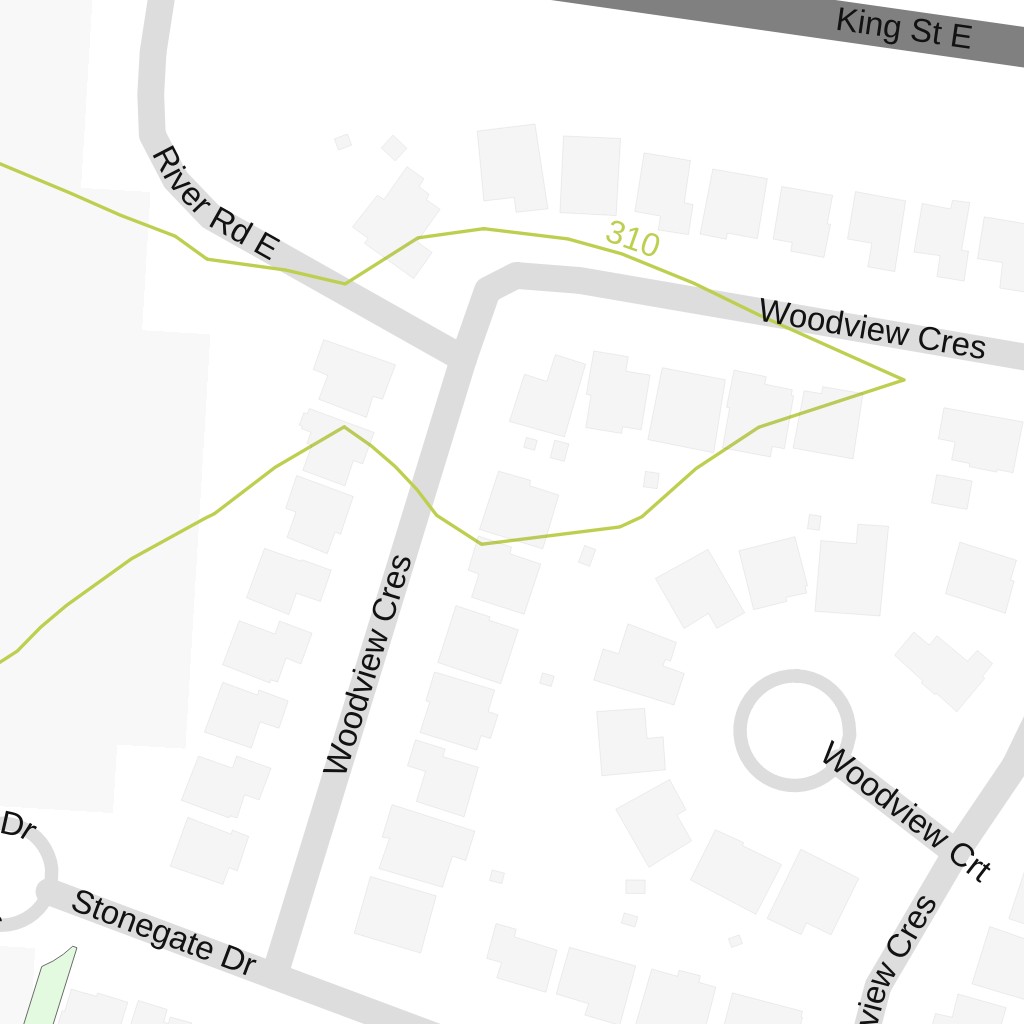 King St E
River Rd E
310
Woodview Cres
Woodview Cres
Woodview Crt
Dr
Stonegate Dr
view Cres